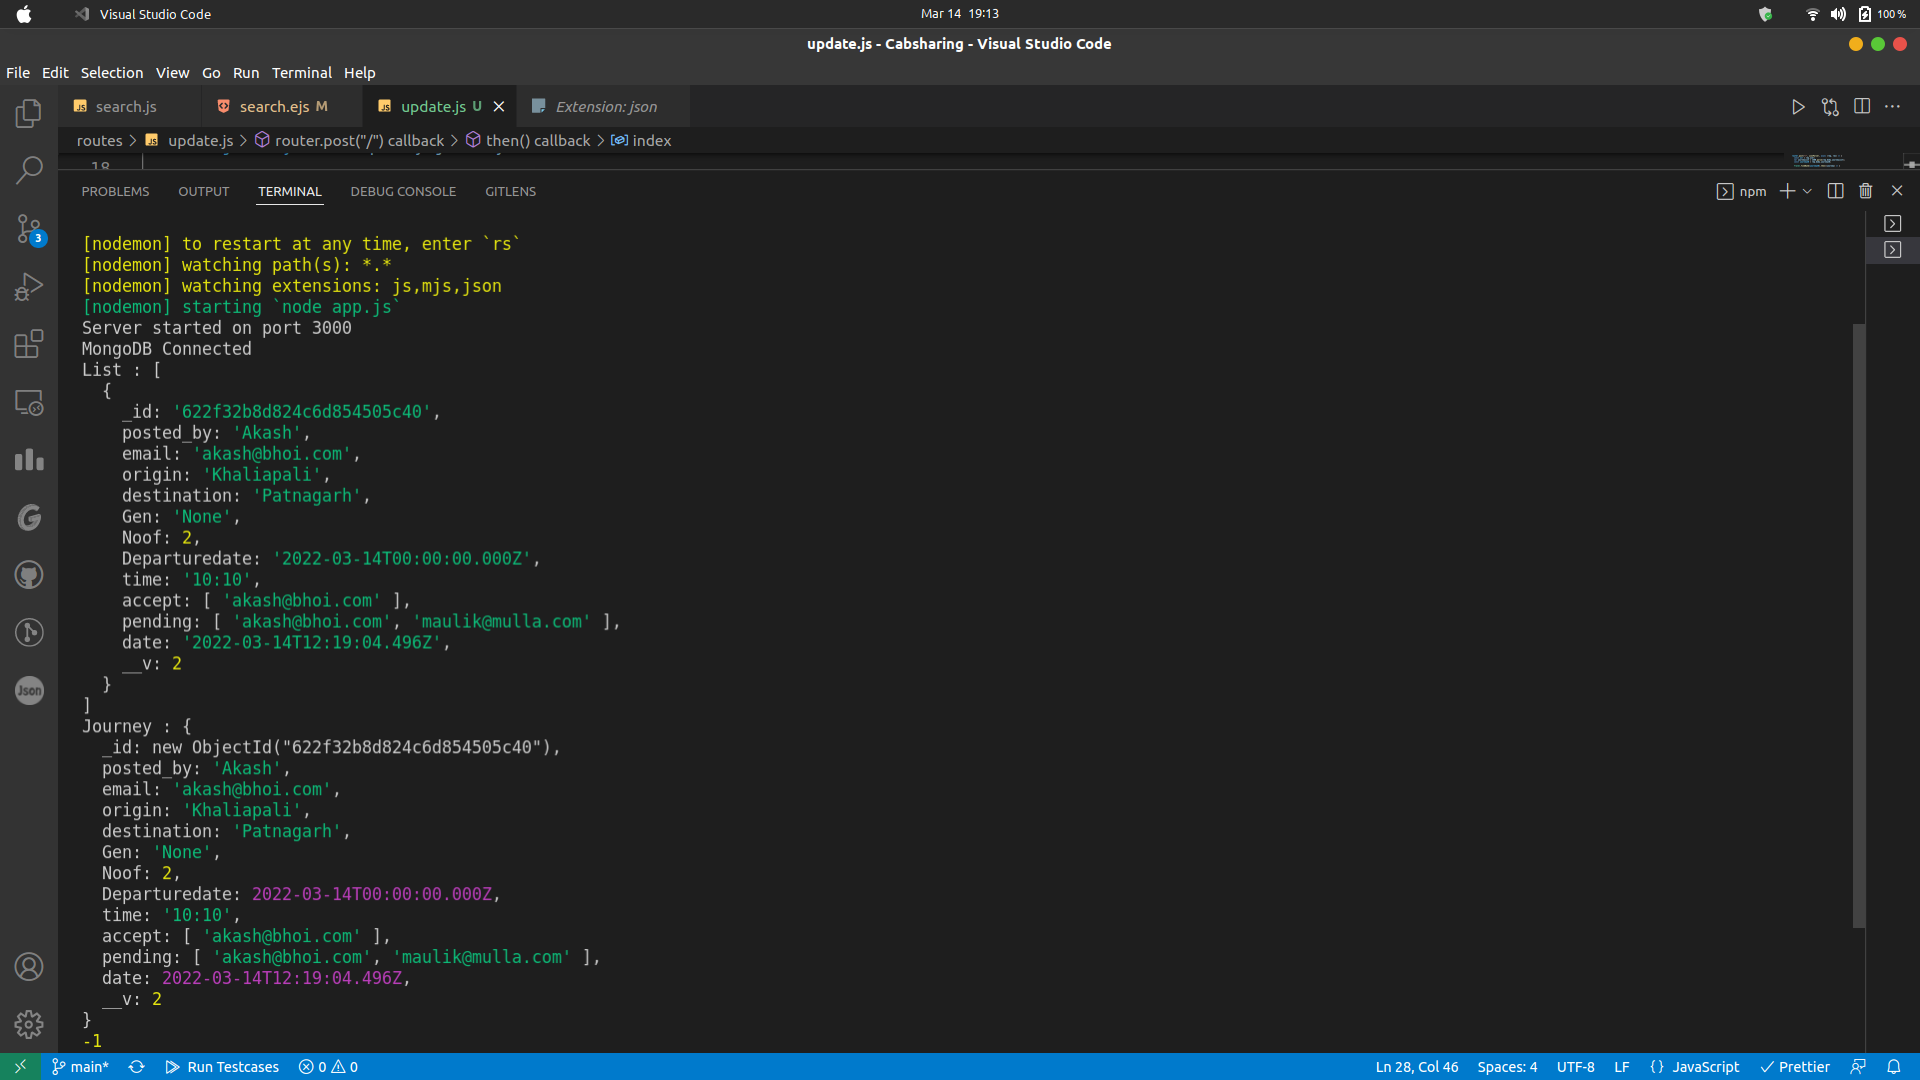 Visual Studio Code
Mar 14 19:13
100 %
update.js - Cabsharing - Visual Studio Code
File Edit Selection View Go Run Terminal Help
search.js
search.ejs M
update.js U
Extension: json
routes > update.js > router.post("/") callback > then() callback > index
18
PROBLEMS OUTPUT TERMINAL DEBUG CONSOLE GITLENS
npm
3
[nodemon] to restart at any time, enter `rs`
[nodemon] watching path(s): *.*
[nodemon] watching extensions: js,mjs,json
[nodemon] starting `node app.js`
Server started on port 3000
MongoDB Connected
List : [
  {
    _id: '622f32b8d824c6d854505c40',
    posted_by: 'Akash',
    email: 'akash@bhoi.com',
    origin: 'Khaliapali',
    destination: 'Patnagarh',
    Gen: 'None',
    Noof: 2,
    Departuredate: '2022-03-14T00:00:00.000Z',
    time: '10:10',
    accept: [ 'akash@bhoi.com' ],
    pending: [ 'akash@bhoi.com', 'maulik@mulla.com' ],
    date: '2022-03-14T12:19:04.496Z',
    __v: 2
  }
]
Journey : {
  _id: new ObjectId("622f32b8d824c6d854505c40"),
  posted_by: 'Akash',
  email: 'akash@bhoi.com',
  origin: 'Khaliapali',
  destination: 'Patnagarh',
  Gen: 'None',
  Noof: 2,
  Departuredate: 2022-03-14T00:00:00.000Z,
  time: '10:10',
  accept: [ 'akash@bhoi.com' ],
  pending: [ 'akash@bhoi.com', 'maulik@mulla.com' ],
  date: 2022-03-14T12:19:04.496Z,
  __v: 2
}
-1
Json
main* Run Testcases 0 0
Ln 28, Col 46 Spaces: 4 UTF-8 LF {} JavaScript Prettier